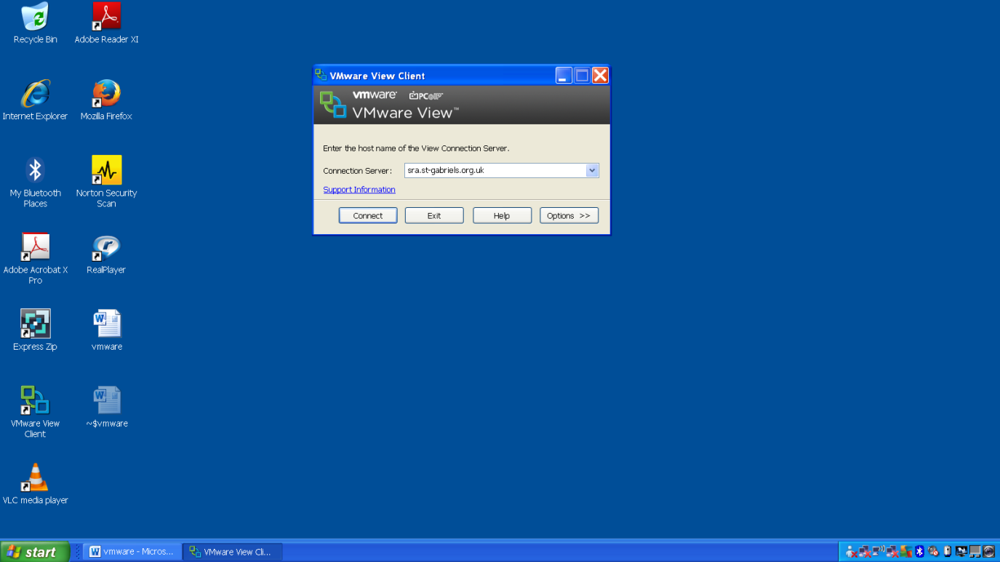 Recycle Bin
Adobe Reader XI
Internet Explorer
Mozilla Firefox
My Bluetooth
Places
Norton Security
Scan
Adobe Acrobat X
Pro
RealPlayer
Express Zip
vmware
VMware View
Client
~$vmware
VLC media player
VMware View Client
vmware PCoIP
VMware View™
Enter the host name of the View Connection Server.
Connection Server: sra.st-gabriels.org.uk
Support Information
Connect Exit Help Options >>
start vmware - Micros... VMware View Cli...